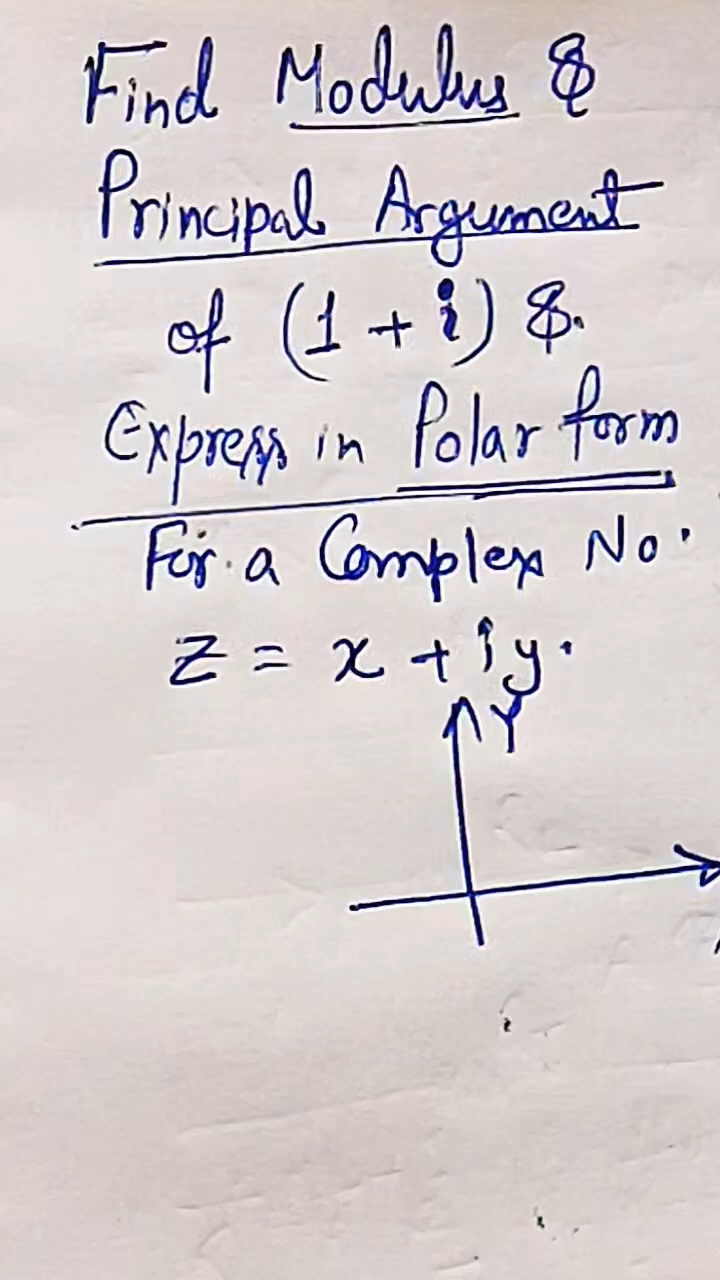 Find Modulus &
Principal Argument
of (1 + i) &
Express in Polar form
For a Complex No.
z = x + iy.
Y